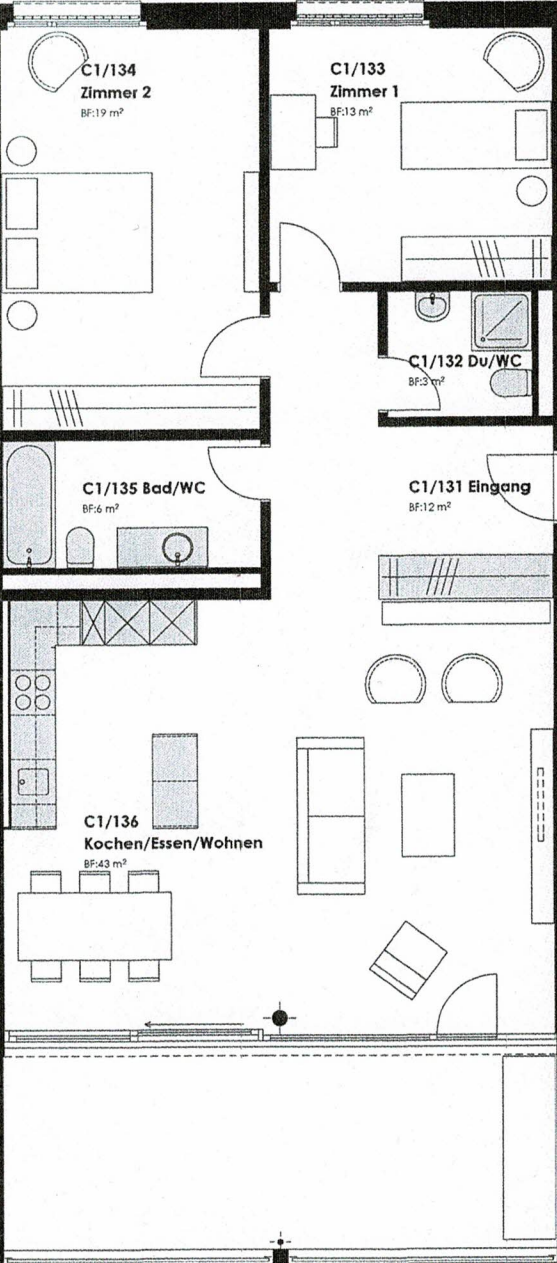 C1/134
Zimmer 2
BF:19 m²
C1/133
Zimmer 1
BF:13 m²
C1/132 Du/WC
BF:3 m²
C1/135 Bad/WC
BF:6 m²
C1/131 Eingang
BF:12 m²
C1/136
Kochen/Essen/Wohnen
BF:43 m²